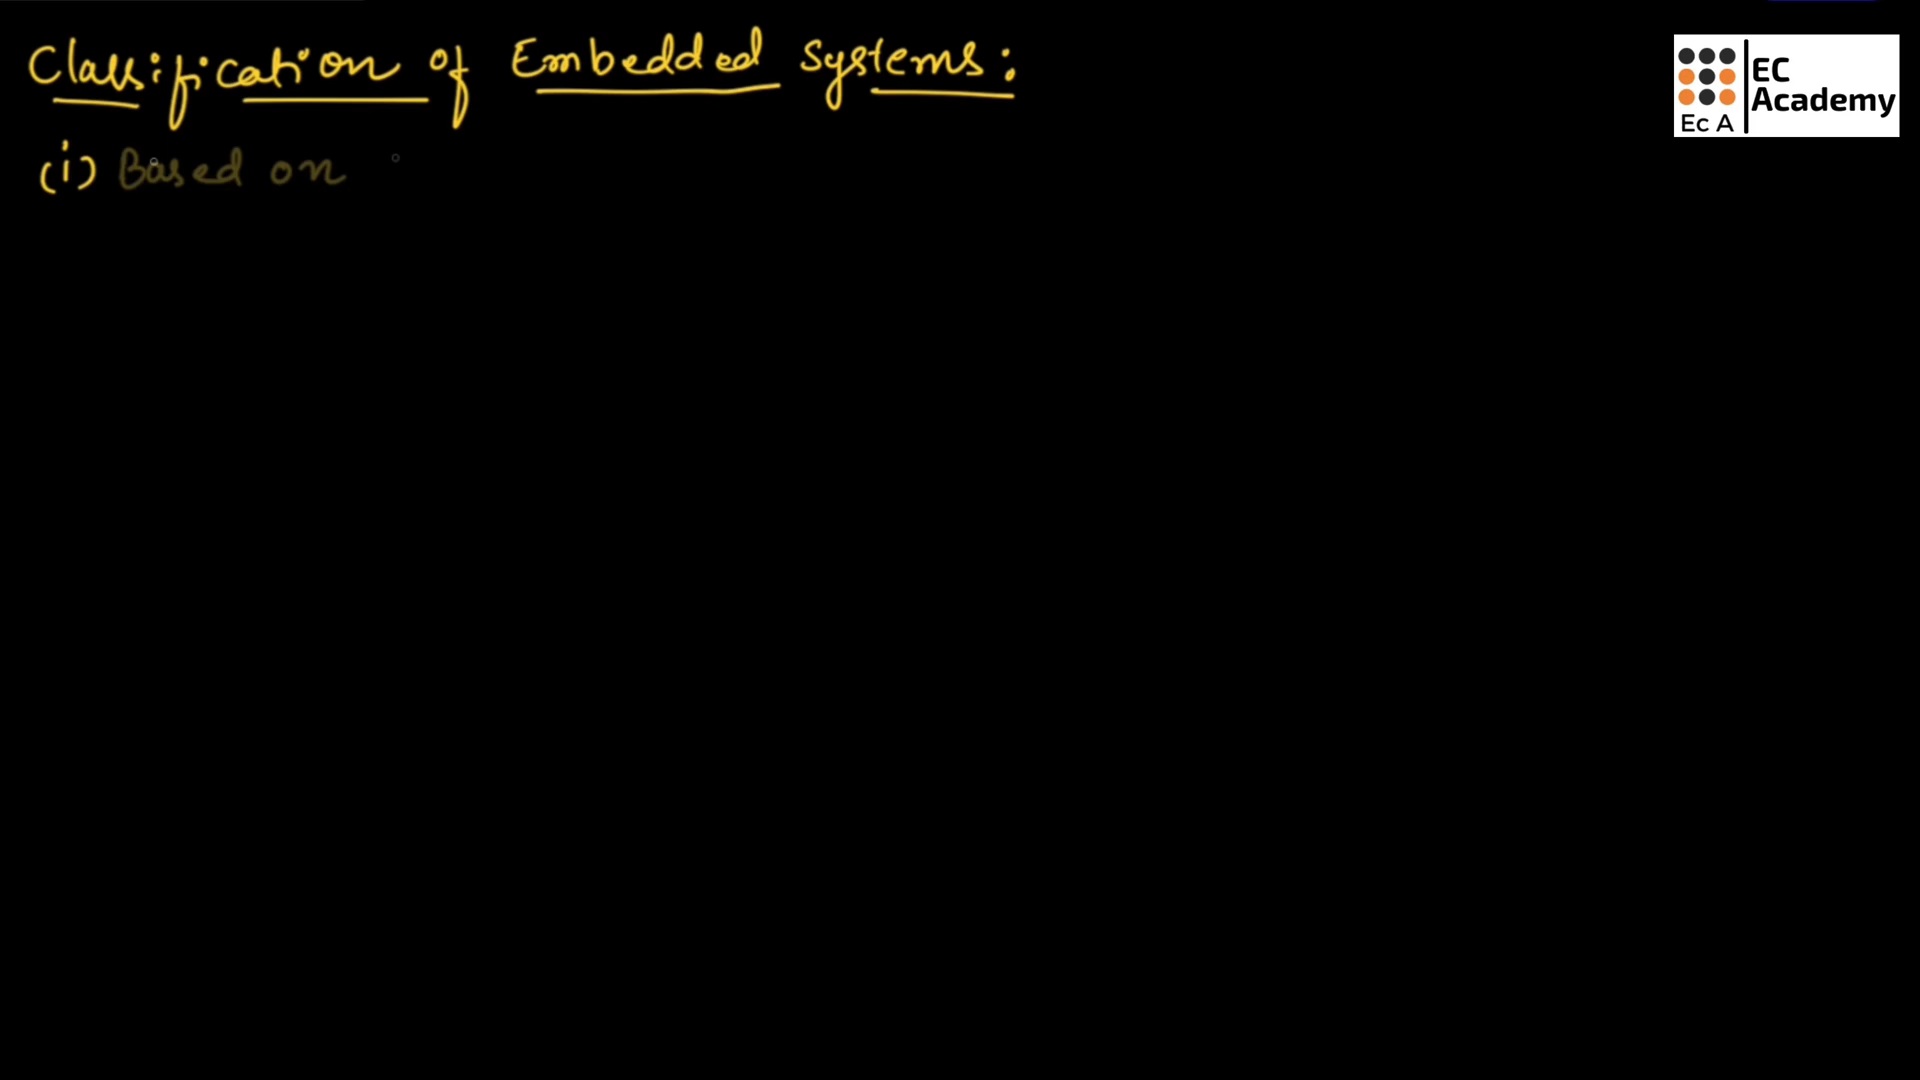 Classification of Embedded Systems:
(i) Based on
EC
Academy
Ec A